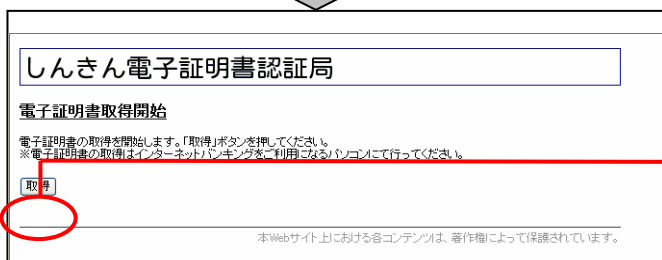 しんきん電子証明書認証局
電子証明書取得開始
電子証明書の取得を開始します。「取得」ボタンを押してください。
※電子証明書の取得はインターネットバンキングをご利用になるパソコンにて行ってください。
取得
本Webサイト上における各コンテンツは、著作権によって保護されています。